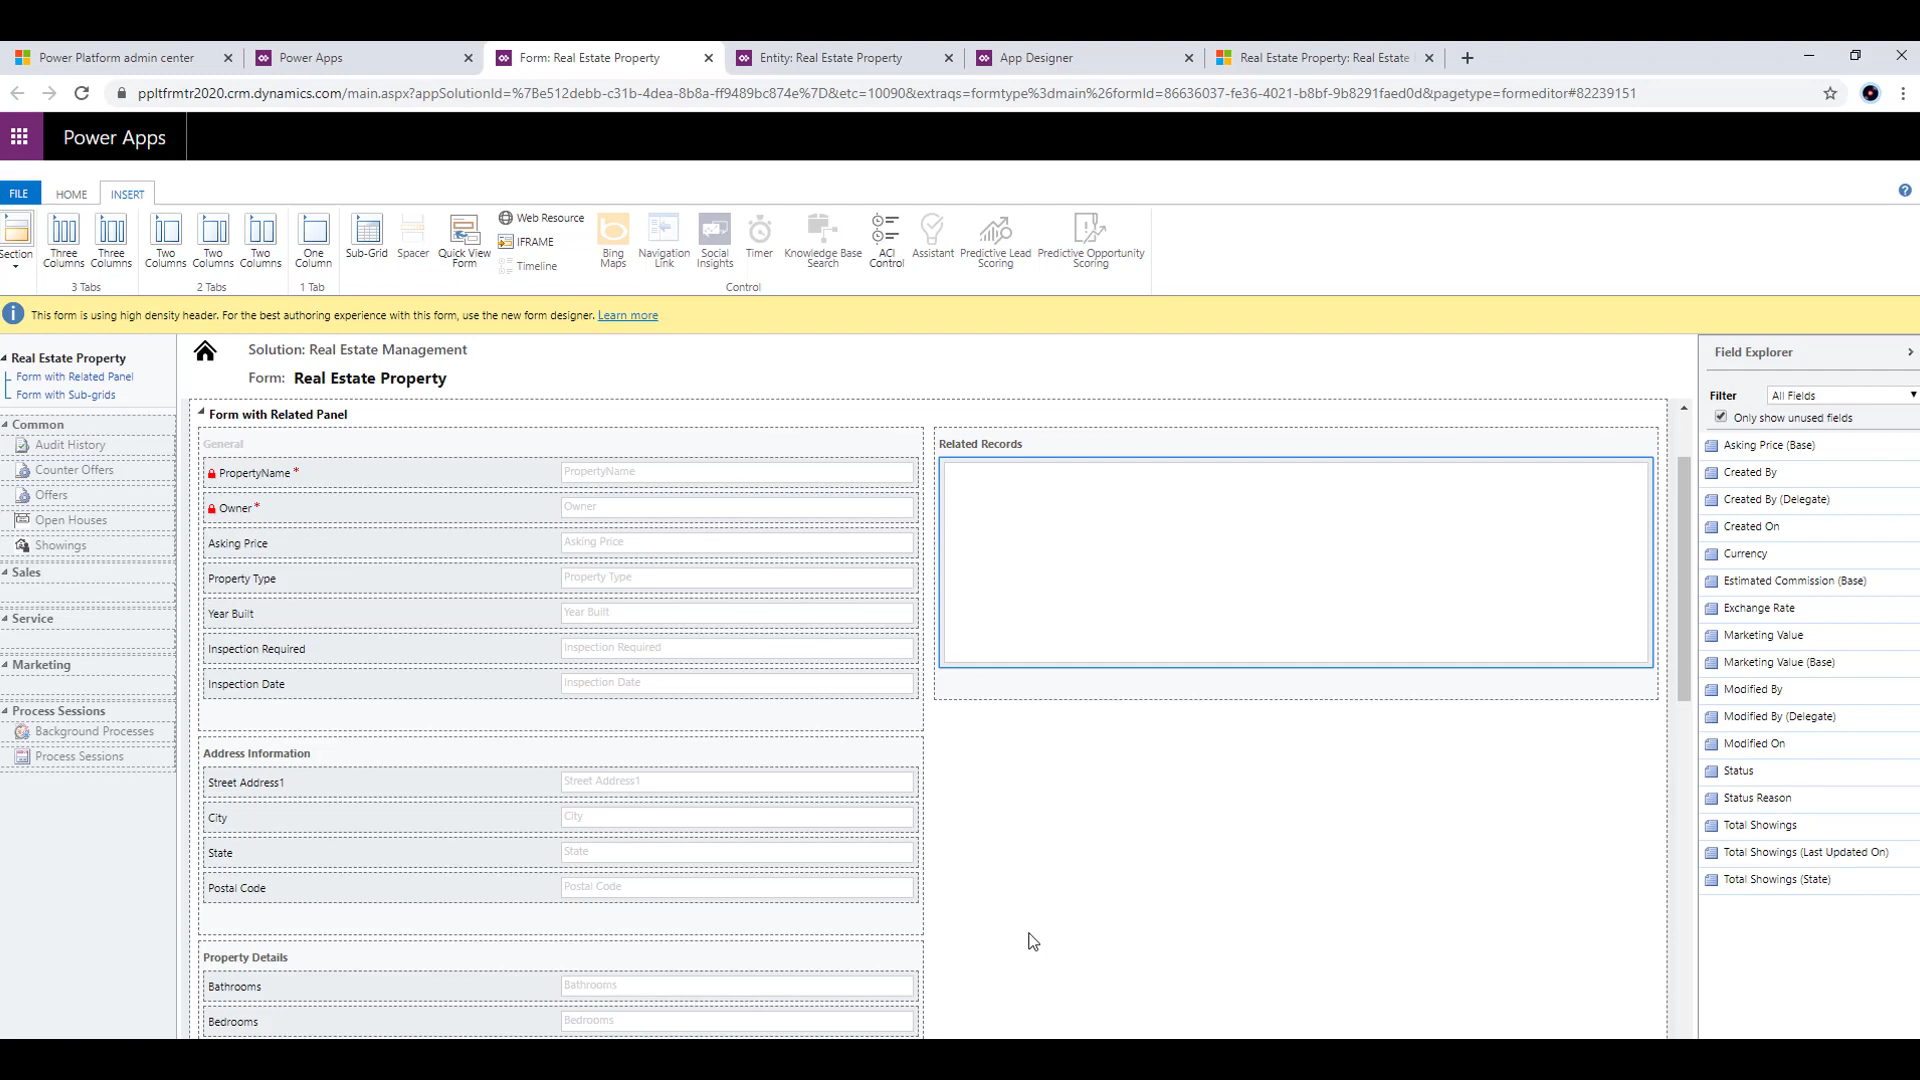 Power Platform admin center
Power Apps
Form: Real Estate Property
Entity: Real Estate Property
App Designer
Real Estate Property: Real Estate
ppltfrmtr2020.crm.dynamics.com/main.aspx?appSolutionId=%7Be512debb-c31b-4dea-8b8a-ff9489bc874e%7D&etc=10090&extraqs=formtype%3dmain%26formId=86636037-fe36-4021-b8bf-9b8291faed0d&pagetype=formeditor#82239151
Power Apps
FILE
HOME
INSERT
Section
Three Columns
Three Columns
3 Tabs
Two Columns
Two Columns
Two Columns
2 Tabs
One Column
1 Tab
Sub-Grid
Spacer
Quick View Form
Web Resource
IFRAME
Timeline
Bing Maps
Navigation Link
Social Insights
Timer
Knowledge Base Search
ACI Control
Assistant
Predictive Lead Scoring
Predictive Opportunity Scoring
Control
This form is using high density header. For the best authoring experience with this form, use the new form designer. Learn more
Real Estate Property
Form with Related Panel
Form with Sub-grids
Common
Audit History
Counter Offers
Offers
Open Houses
Showings
Sales
Service
Marketing
Process Sessions
Background Processes
Process Sessions
Solution: Real Estate Management
Form: Real Estate Property
Form with Related Panel
General
PropertyName * PropertyName
Owner * Owner
Asking Price Asking Price
Property Type Property Type
Year Built Year Built
Inspection Required Inspection Required
Inspection Date Inspection Date
Address Information
Street Address1 Street Address1
City City
State State
Postal Code Postal Code
Property Details
Bathrooms Bathrooms
Bedrooms Bedrooms
Related Records
Field Explorer
Filter All Fields
Only show unused fields
Asking Price (Base)
Created By
Created By (Delegate)
Created On
Currency
Estimated Commission (Base)
Exchange Rate
Marketing Value
Marketing Value (Base)
Modified By
Modified By (Delegate)
Modified On
Status
Status Reason
Total Showings
Total Showings (Last Updated On)
Total Showings (State)